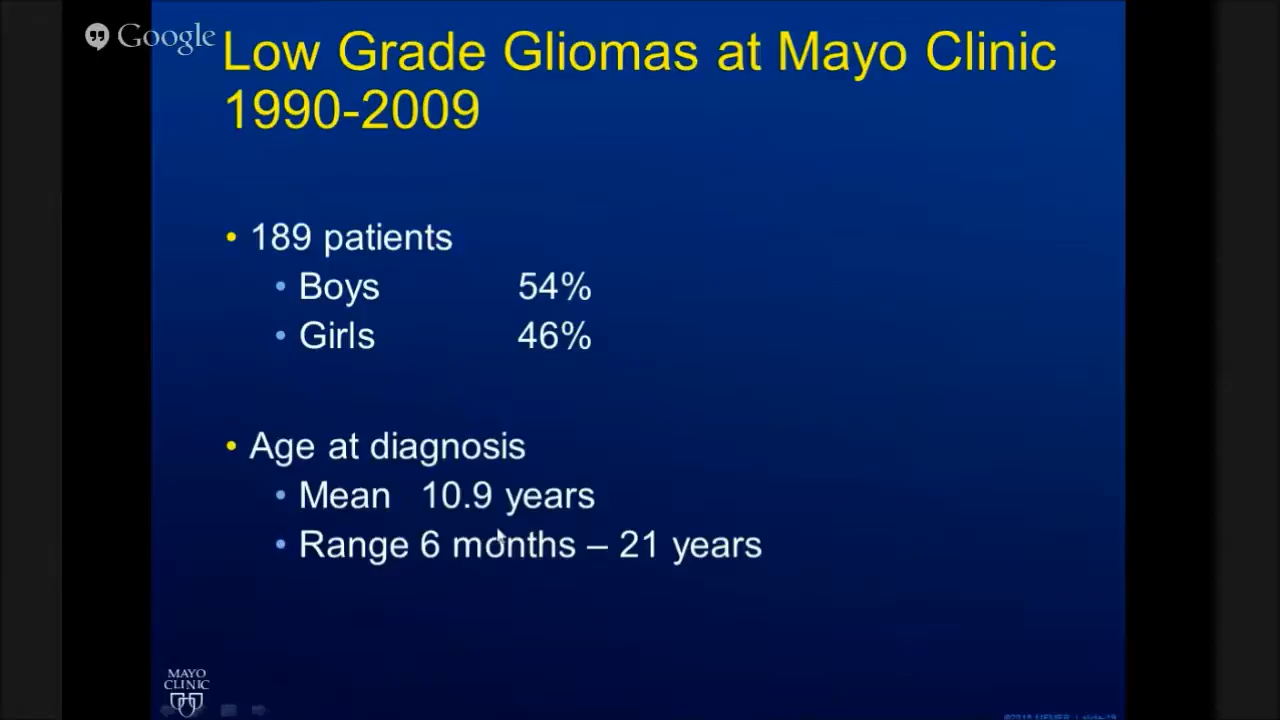 Google
Low Grade Gliomas at Mayo Clinic
1990-2009
• 189 patients
• Boys 54%
• Girls 46%
• Age at diagnosis
• Mean 10.9 years
• Range 6 months – 21 years
MAYO
CLINIC